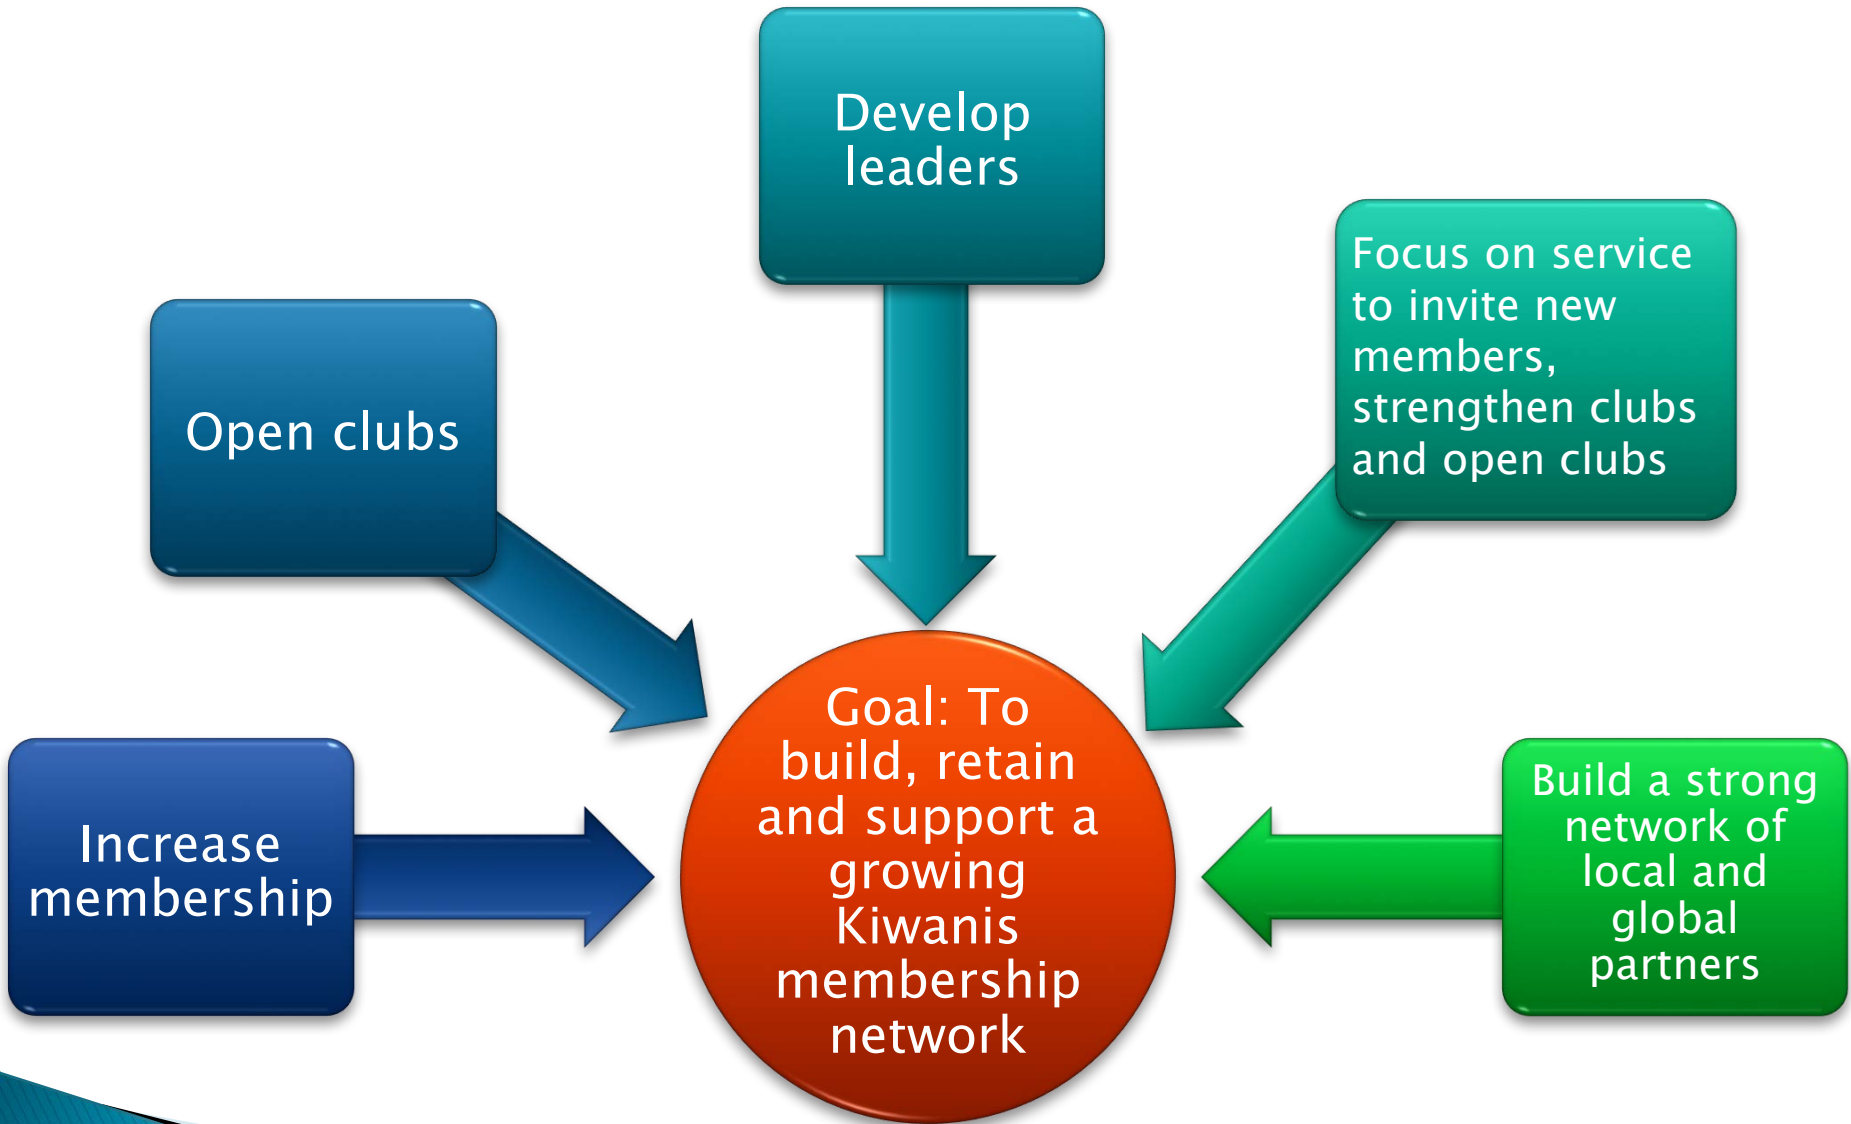 Develop
leaders
Focus on service
to invite new
members,
strengthen clubs
and open clubs
Open clubs
Goal: To
build, retain
and support a
growing
Kiwanis
membership
network
Increase
membership
Build a strong
network of
local and
global
partners